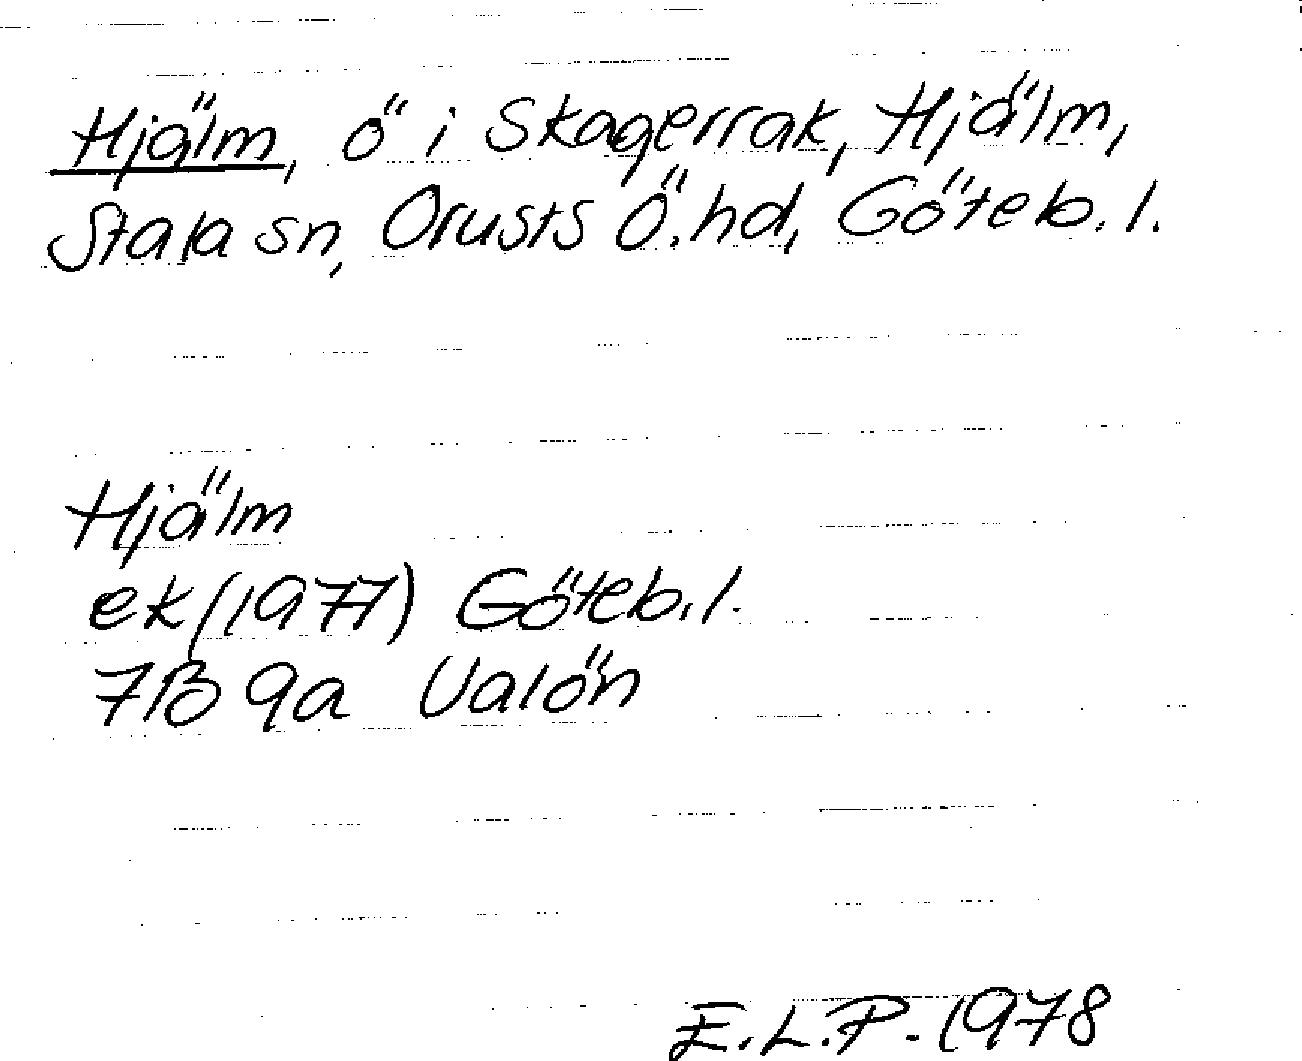 Hjälm, ö i Skagerrak, Hjälm,
Stala sn, Orusts Ö. hd, Göteb. l.
Hjälm
ek (1977) Göteb. l.
7B 9a Valön
E.L.P. 1978